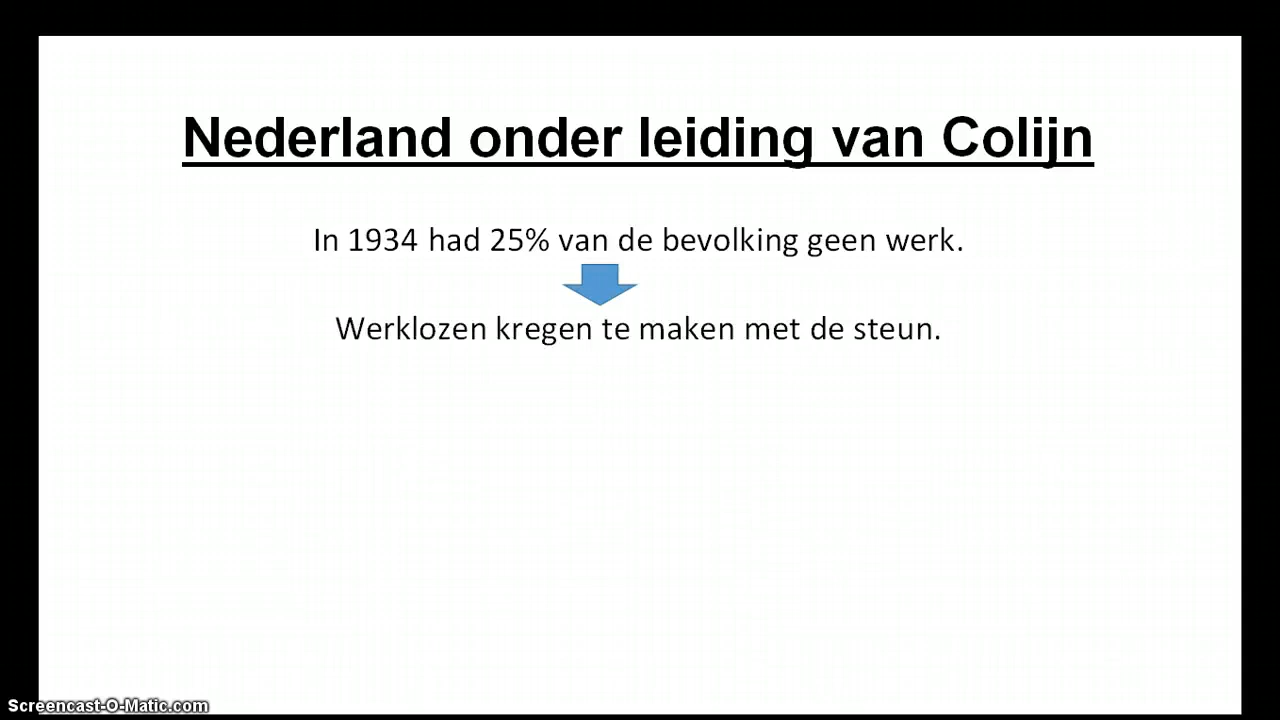 Nederland onder leiding van Colijn
In 1934 had 25% van de bevolking geen werk.
Werklozen kregen te maken met de steun.
Screencast-O-Matic.com